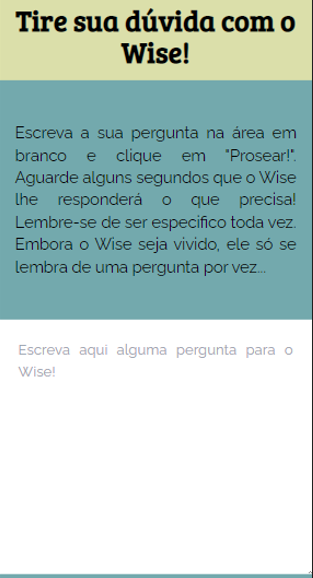 Tire sua dúvida com o
Wise!
Escreva a sua pergunta na área em
branco e clique em "Prosear!".
Aguarde alguns segundos que o Wise
lhe responderá o que precisa!
Lembre-se de ser especifico toda vez.
Embora o Wise seja vivido, ele só se
lembra de uma pergunta por vez...
Escreva aqui alguma pergunta para o
Wise!